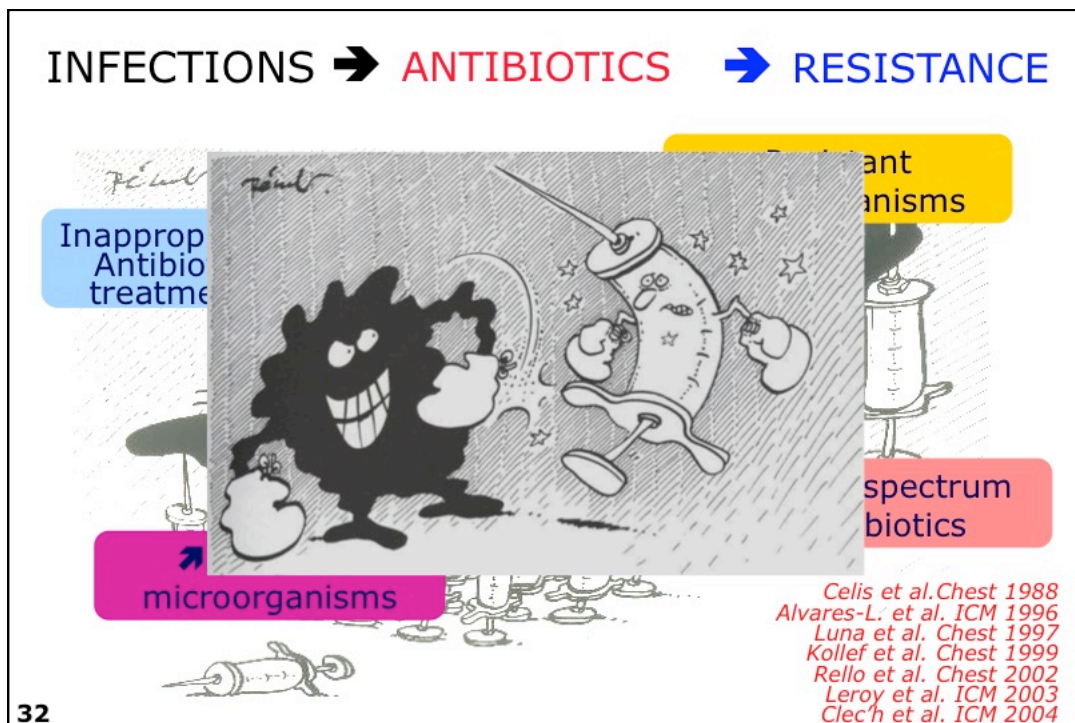 INFECTIONS ➔ ANTIBIOTICS ➔ RESISTANCE
ant
anisms
Inapprop
Antibio
treatme
spectrum
biotics
microorganisms
Celis et al.Chest 1988
Alvares-L. et al. ICM 1996
Luna et al. Chest 1997
Kollef et al. Chest 1999
Rello et al. Chest 2002
Leroy et al. ICM 2003
Clec'h et al. ICM 2004
32